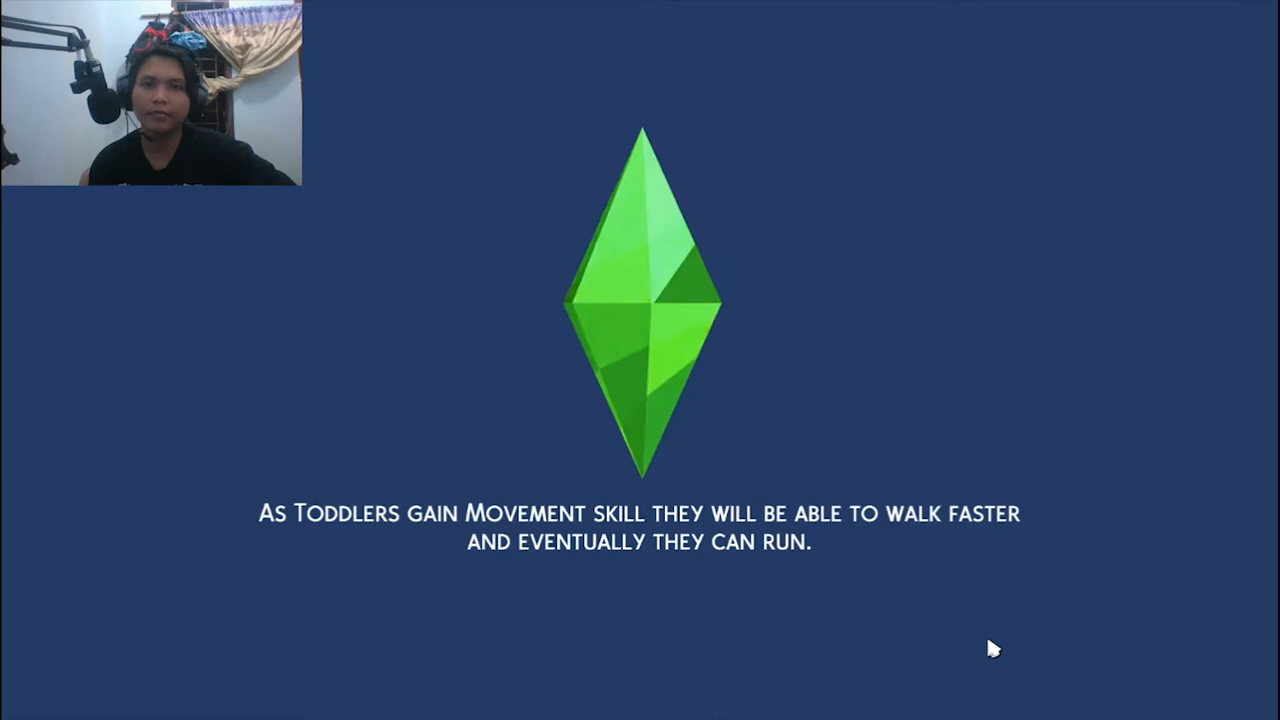 As Toddlers gain Movement skill they will be able to walk faster
and eventually they can run.